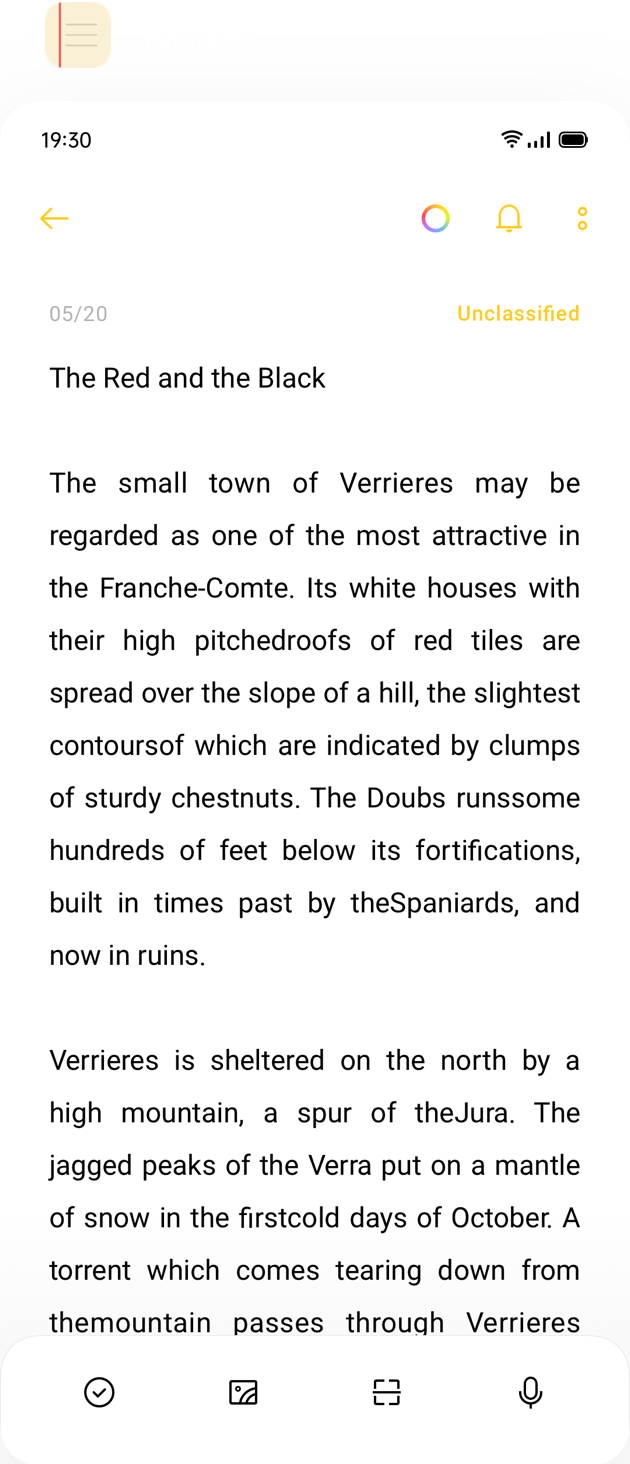 19:30
05/20
Unclassified
The Red and the Black
The small town of Verrieres may be
regarded as one of the most attractive in
the Franche-Comte. Its white houses with
their high pitchedroofs of red tiles are
spread over the slope of a hill, the slightest
contoursof which are indicated by clumps
of sturdy chestnuts. The Doubs runssome
hundreds of feet below its fortifications,
built in times past by theSpaniards, and
now in ruins.
Verrieres is sheltered on the north by a
high mountain, a spur of theJura. The
jagged peaks of the Verra put on a mantle
of snow in the firstcold days of October. A
torrent which comes tearing down from
themountain passes through Verrieres